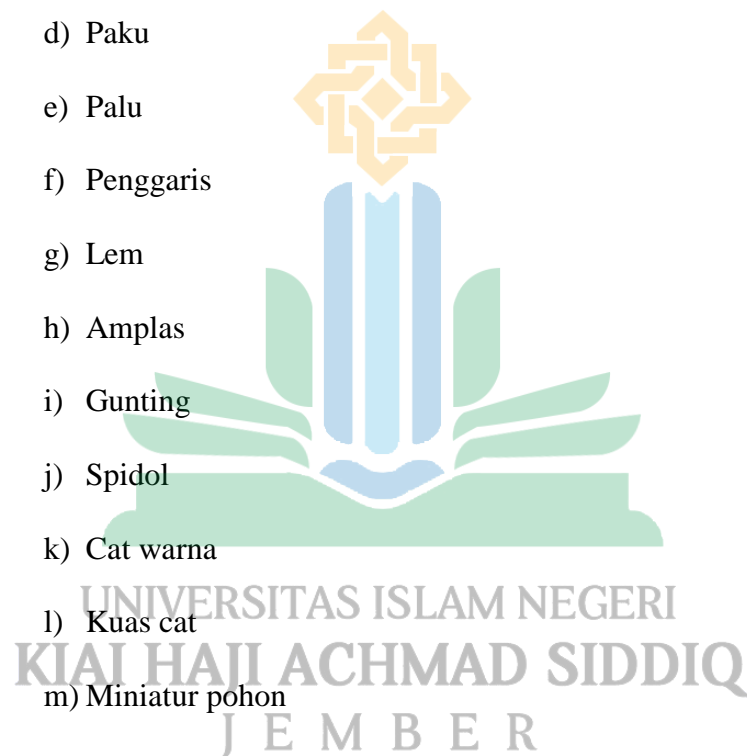 d) Paku
e) Palu
f) Penggaris
g) Lem
h) Amplas
i) Gunting
j) Spidol
k) Cat warna
UNIVERSITAS ISLAM NEGERI
l) Kuas cat
KIAI HAJI ACHMAD SIDDIQ
m) Miniatur pohon
JEMBER